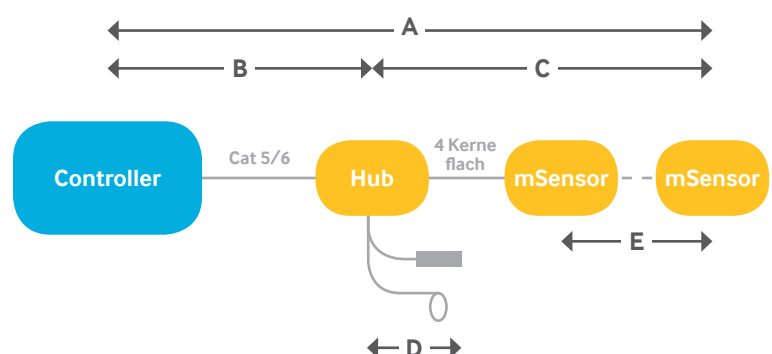 A
B
C
Controller
Cat 5/6
Hub
4 Kerne
flach
mSensor
mSensor
E
D